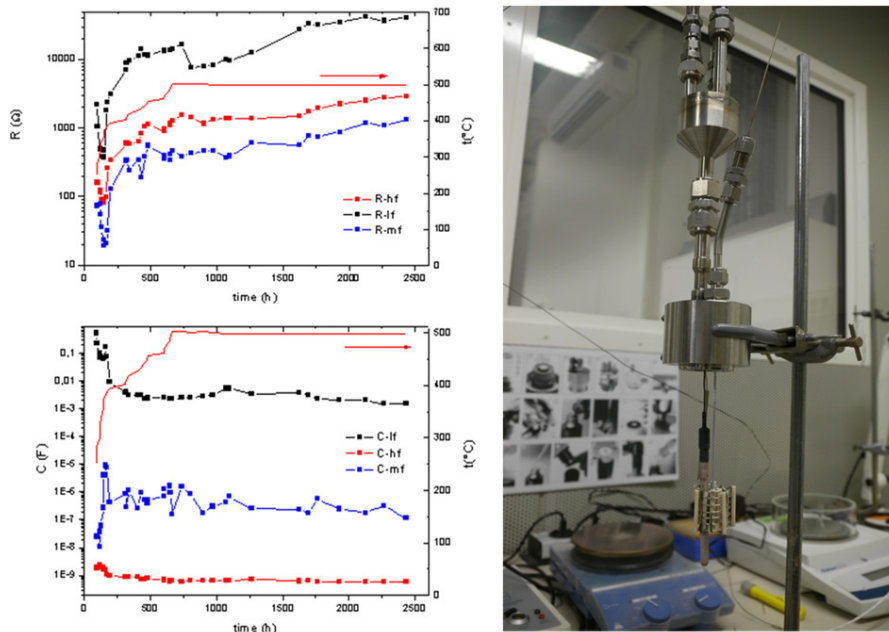 10000
1000
100
10
R (Ω)
700
600
500
400
300
200
100
0
t(°C)
R-hf
R-lf
R-mf
0 500 1000 1500 2000 2500
time (h)
0,1
0,01
1E-3
1E-4
1E-5
1E-6
1E-7
1E-8
1E-9
C (F)
500
400
300
200
100
0
t(°C)
C-lf
C-hf
C-mf
0 500 1000 1500 2000 2500
time (h)